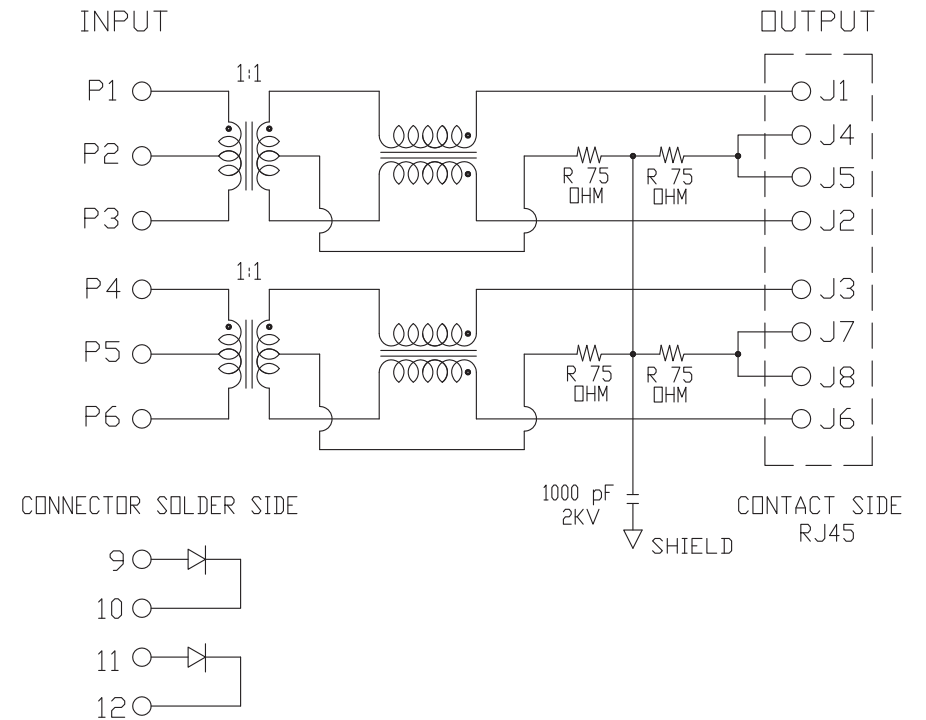 INPUT OUTPUT
1:1
P1 J1
J4
P2 R 75 R 75
OHM OHM
J5
P3 J2
1:1
P4 J3
J7
P5 R 75 R 75
OHM OHM
J8
P6 J6
1000 pF
2KV
CONNECTOR SOLDER SIDE CONTACT SIDE
RJ45
SHIELD
9
10
11
12